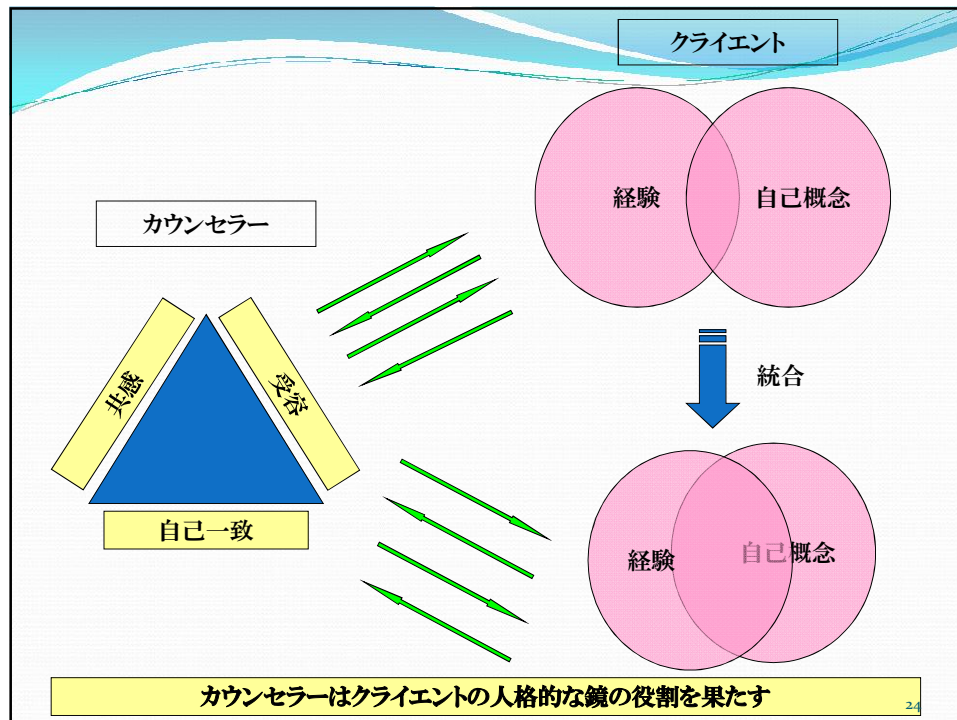 クライエント
経験
自己概念
カウンセラー
共感
受容
統合
自己一致
経験
自己概念
カウンセラーはクライエントの人格的な鏡の役割を果たす
24